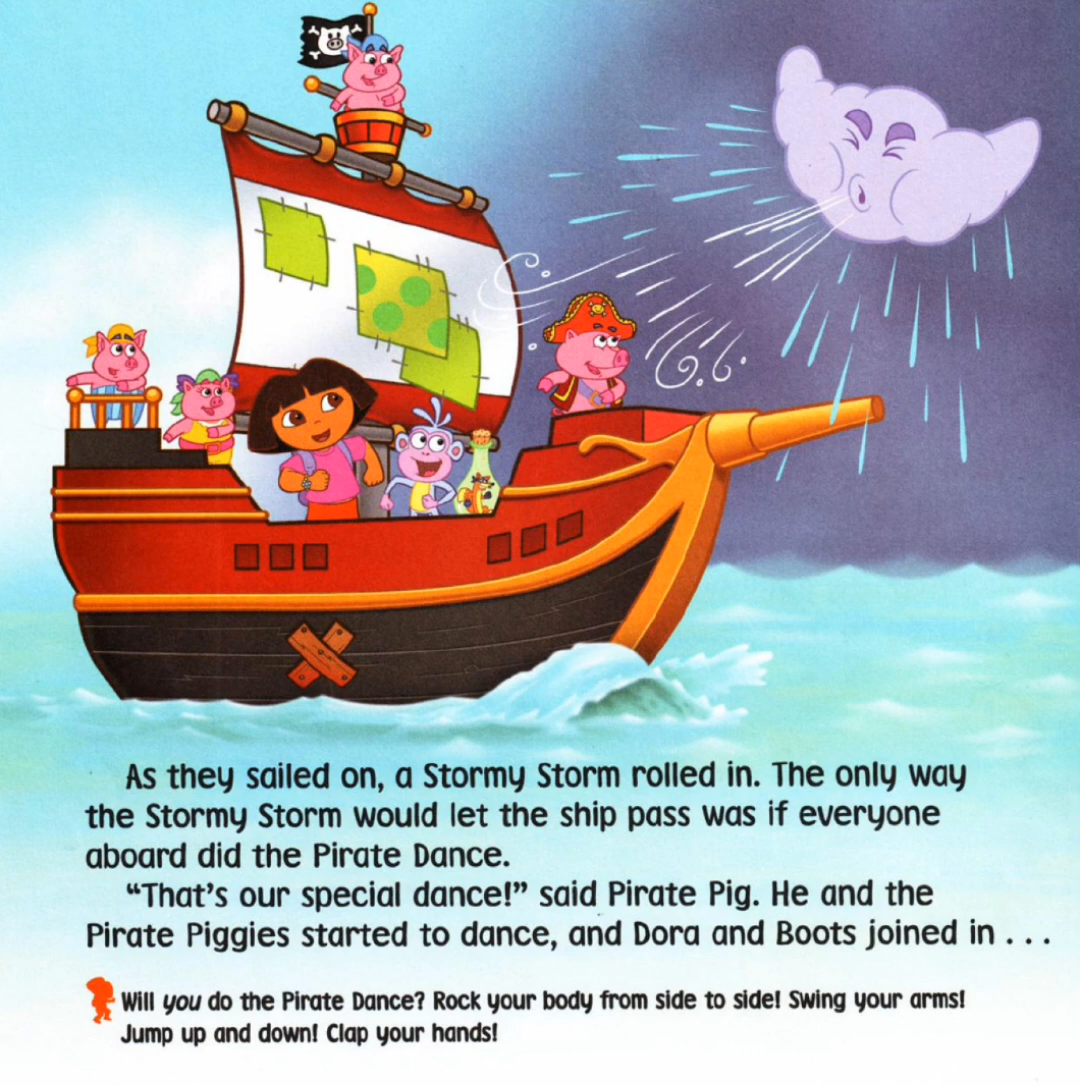 As they sailed on, a Stormy Storm rolled in. The only way
the Stormy Storm would let the ship pass was if everyone
aboard did the Pirate Dance.
“That’s our special dance!” said Pirate Pig. He and the
Pirate Piggies started to dance, and Dora and Boots joined in . . .
Will you do the Pirate Dance? Rock your body from side to side! Swing your arms!
Jump up and down! Clap your hands!